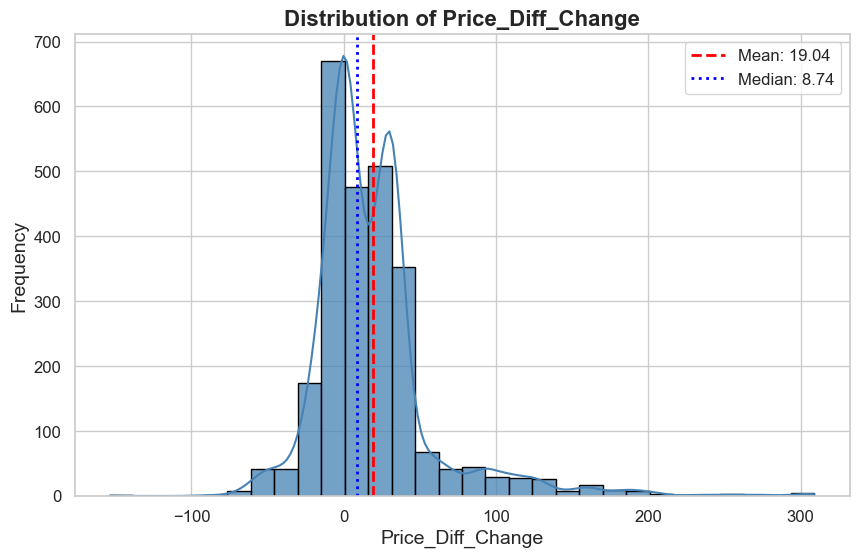 Distribution of Price_Diff_Change
Mean: 19.04
Median: 8.74
Frequency
700
600
500
400
300
200
100
0
−100
0
100
200
300
Price_Diff_Change